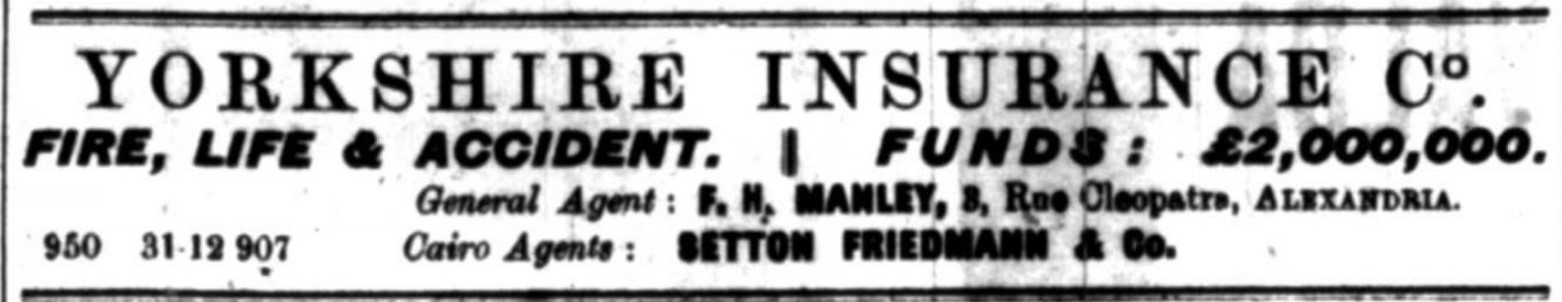 YORKSHIRE INSURANCE Co.
FIRE, LIFE & ACCIDENT. | FUNDS: £2,000,000.
General Agent: F. H. MANLEY, 3, Rue Cleopatre, ALEXANDRIA.
950 31-12 907 Cairo Agents: SETTON FRIEDMANN & Co.